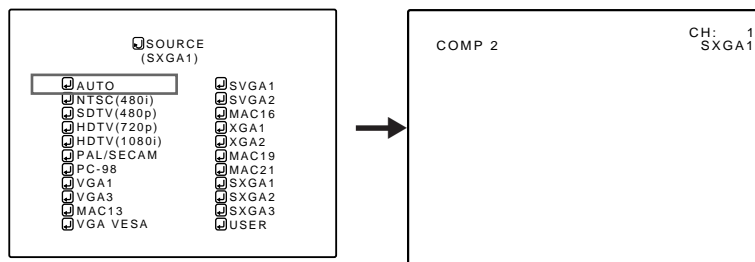 SOURCE
(SXGA1)
AUTO
NTSC(480i)
SDTV(480p)
HDTV(720p)
HDTV(1080i)
PAL/SECAM
PC-98
VGA1
VGA3
MAC13
VGA VESA
SVGA1
SVGA2
MAC16
XGA1
XGA2
MAC19
MAC21
SXGA1
SXGA2
SXGA3
USER
COMP 2
CH: 1
SXGA1